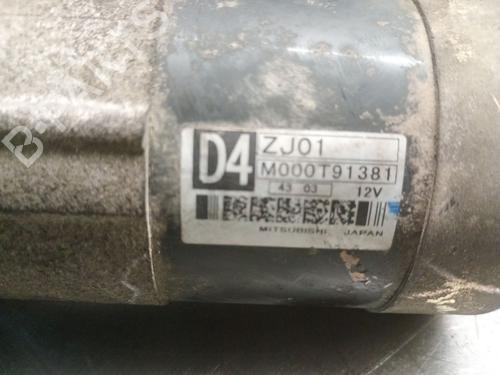 D4
ZJ01
M000T91381
43 03
12V
MITSUBISHI JAPAN